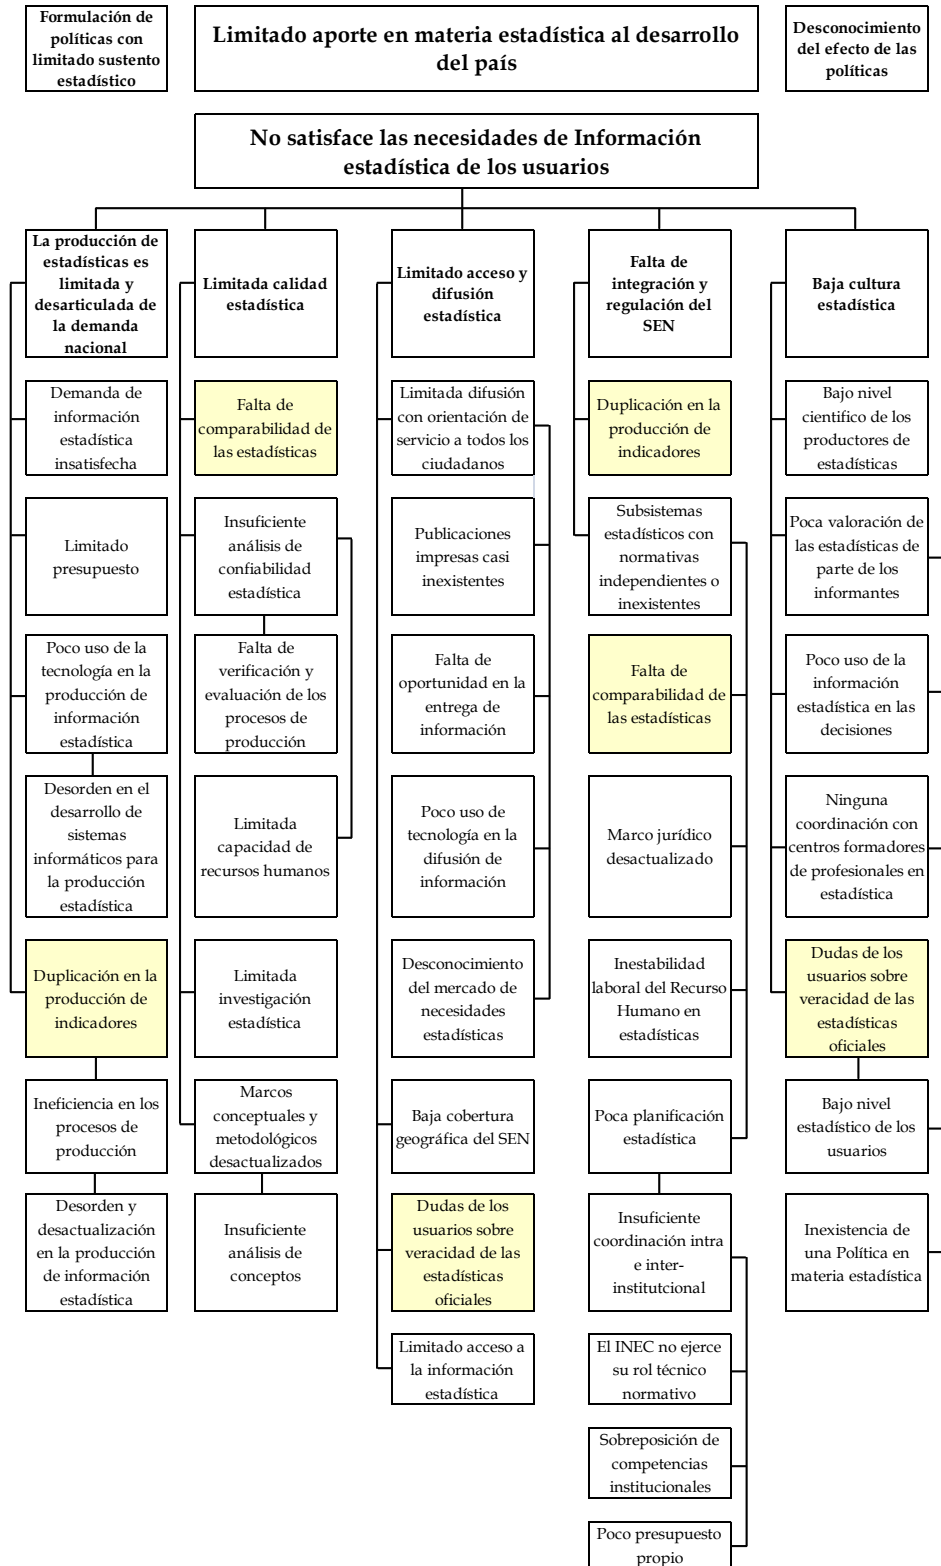 Formulación de
políticas con
limitado sustento
estadístico
Limitado aporte en materia estadística al desarrollo
del país
Desconocimiento
del efecto de las
políticas
No satisface las necesidades de Información
estadística de los usuarios
La producción de
estadísticas es
limitada y
desarticulada de
la demanda
nacional
Limitada calidad
estadística
Limitado acceso y
difusión
estadística
Falta de
integración y
regulación del
SEN
Baja cultura
estadística
Demanda de
información
estadística
insatisfecha
Falta de
comparabilidad de
las estadísticas
Limitada difusión
con orientación de
servicio a todos los
ciudadanos
Duplicación en la
producción de
indicadores
Bajo nivel
cientifico de los
productores de
estadísticas
Limitado
presupuesto
Insuficiente
análisis de
confiabilidad
estadística
Publicaciones
impresas casi
inexistentes
Subsistemas
estadísticos con
normativas
independientes o
inexistentes
Poca valoración de
las estadísticas de
parte de los
informantes
Poco uso de la
tecnología en la
producción de
información
estadística
Falta de
verificación y
evaluación de los
procesos de
producción
Falta de
oportunidad en la
entrega de
información
Falta de
comparabilidad de
las estadísticas
Poco uso de la
información
estadística en las
decisiones
Desorden en el
desarrollo de
sistemas
informáticos para
la producción
estadística
Limitada
capacidad de
recursos humanos
Poco uso de
tecnología en la
difusión de
información
Marco jurídico
desactualizado
Ninguna
coordinación con
centros formadores
de profesionales en
estadística
Duplicación en la
producción de
indicadores
Limitada
investigación
estadística
Desconocimiento
del mercado de
necesidades
estadísticas
Inestabilidad
laboral del Recurso
Humano en
estadísticas
Dudas de los
usuarios sobre
veracidad de las
estadísticas
oficiales
Ineficiencia en los
procesos de
producción
Marcos
conceptuales y
metodológicos
desactualizados
Baja cobertura
geográfica del SEN
Poca planificación
estadística
Bajo nivel
estadístico de los
usuarios
Desorden y
desactualización
en la producción
de información
estadística
Insuficiente
análisis de
conceptos
Dudas de los
usuarios sobre
veracidad de las
estadísticas
oficiales
Insuficiente
coordinación intra
e inter-
institutcional
Inexistencia de
una Política en
materia estadística
Limitado acceso a
la información
estadística
El INEC no ejerce
su rol técnico
normativo
Sobreposición de
competencias
institucionales
Poco presupuesto
propio